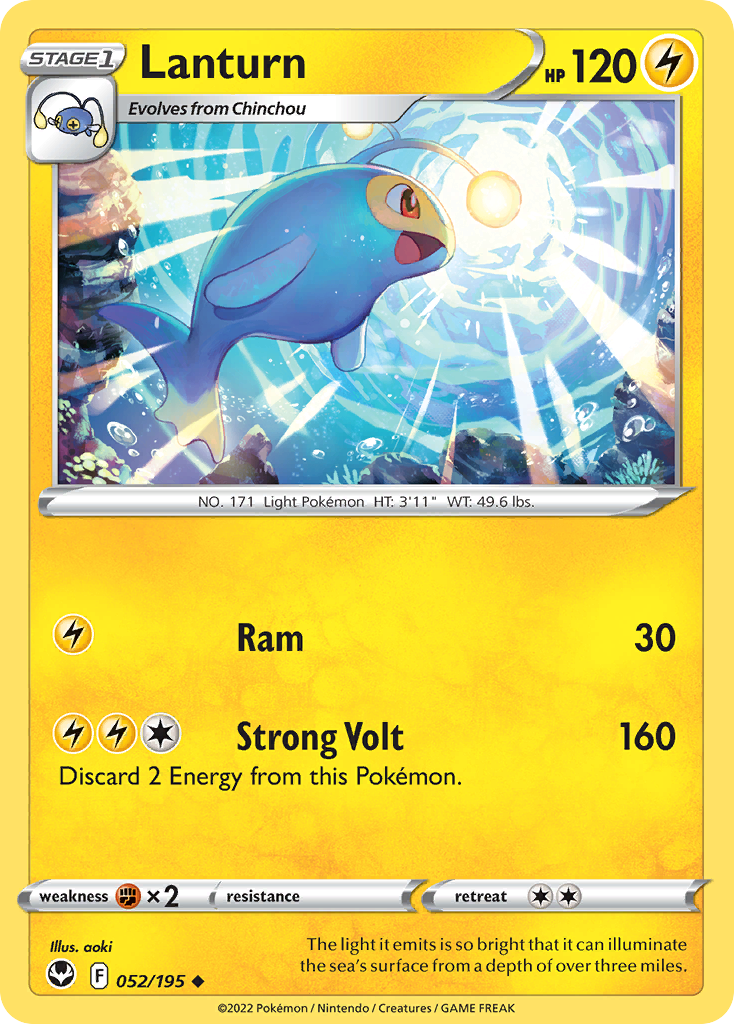 STAGE 1
Lanturn
HP 120
Evolves from Chinchou
NO. 171 Light Pokémon HT: 3'11" WT: 49.6 lbs.
Ram 30
Strong Volt 160
Discard 2 Energy from this Pokémon.
weakness ×2 resistance retreat
Illus. aoki
The light it emits is so bright that it can illuminate
the sea's surface from a depth of over three miles.
F 052/195
©2022 Pokémon / Nintendo / Creatures / GAME FREAK